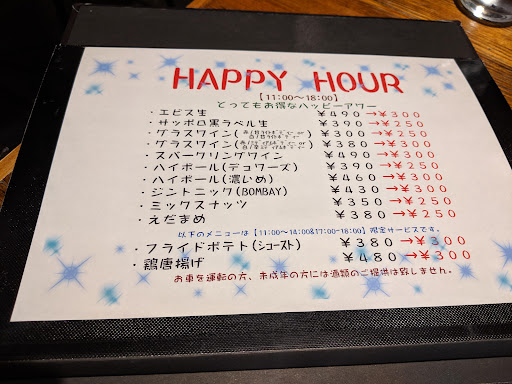 HAPPY HOUR
【11:00〜18:00】
とってもお得なハッピーアワー
・エビス生 ¥490→¥300
・サッポロ黒ラベル生 ¥390→¥250
・グラスワイン ¥300→¥250
・グラスワイン ¥380→¥300
・スパークリングワイン ¥490→¥300
・ハイボール(デュワーズ) ¥390→¥250
・ハイボール(濃いめ) ¥460→¥300
・ジントニック(BOMBAY) ¥430→¥300
・ミックスナッツ ¥350→¥250
・えだまめ ¥380→¥250
以下のメニューは【11:00〜14:00&17:00〜18:00】限定サービスです。
・フライドポテト(シュースト) ¥380→¥300
・鶏唐揚げ ¥480→¥300
お車を運転の方、未成年の方には酒類のご提供は致しません。